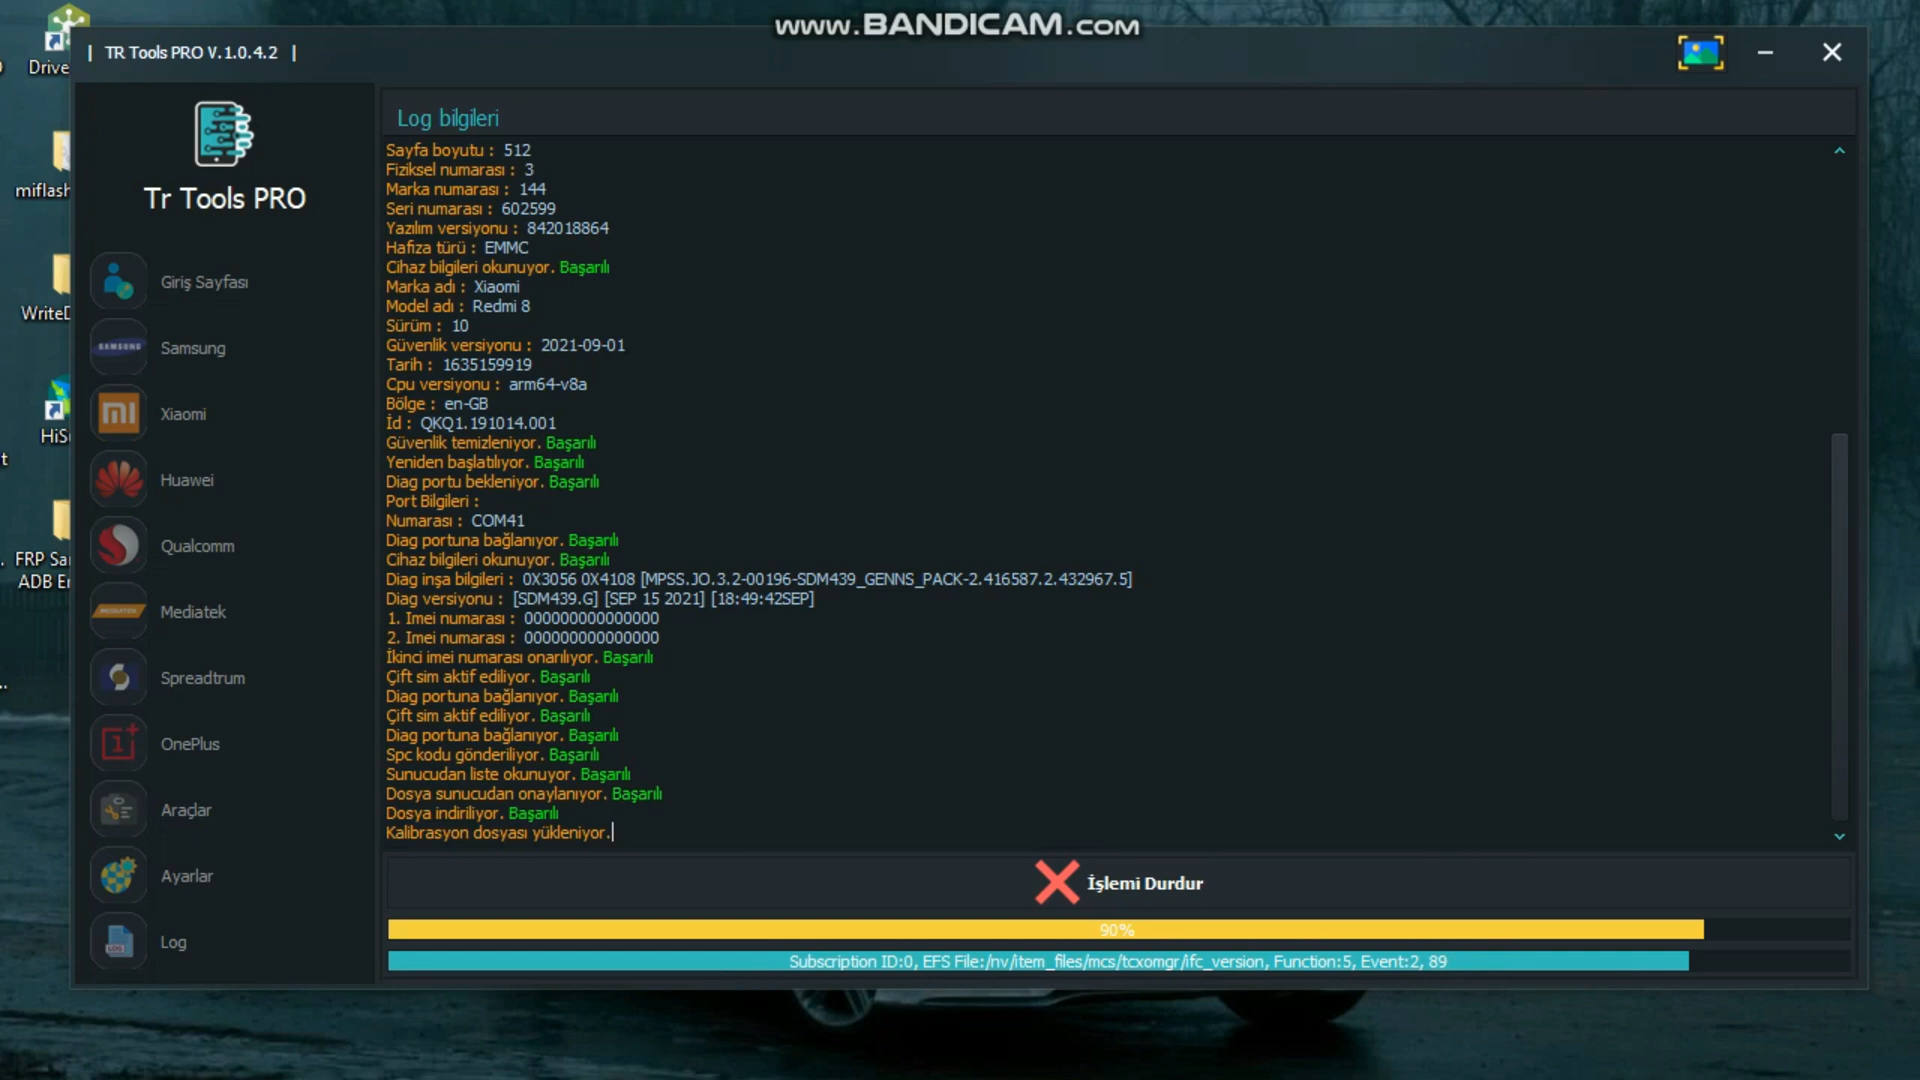 www.BANDICAM.com
Drive
| TR Tools PRO V.1.0.4.2 |
miflash
WriteD
HiS
t
FRP Sa
ADB E
Tr Tools PRO
Giriş Sayfası
SAMSUNG
Samsung
Xiaomi
Huawei
Qualcomm
MEDIATEK
Mediatek
Spreadtrum
OnePlus
Araçlar
Ayarlar
LOG
Log
Log bilgileri
Sayfa boyutu : 512
Fiziksel numarası : 3
Marka numarası : 144
Seri numarası : 602599
Yazılım versiyonu : 842018864
Hafıza türü : EMMC
Cihaz bilgileri okunuyor. Başarılı
Marka adı : Xiaomi
Model adı : Redmi 8
Sürüm : 10
Güvenlik versiyonu : 2021-09-01
Tarih : 1635159919
Cpu versiyonu : arm64-v8a
Bölge : en-GB
İd : QKQ1.191014.001
Güvenlik temizleniyor. Başarılı
Yeniden başlatılıyor. Başarılı
Diag portu bekleniyor. Başarılı
Port Bilgileri :
Numarası : COM41
Diag portuna bağlanıyor. Başarılı
Cihaz bilgileri okunuyor. Başarılı
Diag inşa bilgileri : 0X3056 0X4108 [MPSS.JO.3.2-00196-SDM439_GENNS_PACK-2.416587.2.432967.5]
Diag versiyonu : [SDM439.G] [SEP 15 2021] [18:49:42SEP]
1. Imei numarası : 000000000000000
2. Imei numarası : 000000000000000
İkinci imei numarası onarılıyor. Başarılı
Çift sim aktif ediliyor. Başarılı
Diag portuna bağlanıyor. Başarılı
Çift sim aktif ediliyor. Başarılı
Diag portuna bağlanıyor. Başarılı
Spc kodu gönderiliyor. Başarılı
Sunucudan liste okunuyor. Başarılı
Dosya sunucudan onaylanıyor. Başarılı
Dosya indiriliyor. Başarılı
Kalibrasyon dosyası yükleniyor.
İşlemi Durdur
90%
Subscription ID:0, EFS File:/nv/item_files/mcs/tcxomgr/ifc_version, Function:5, Event:2, 89